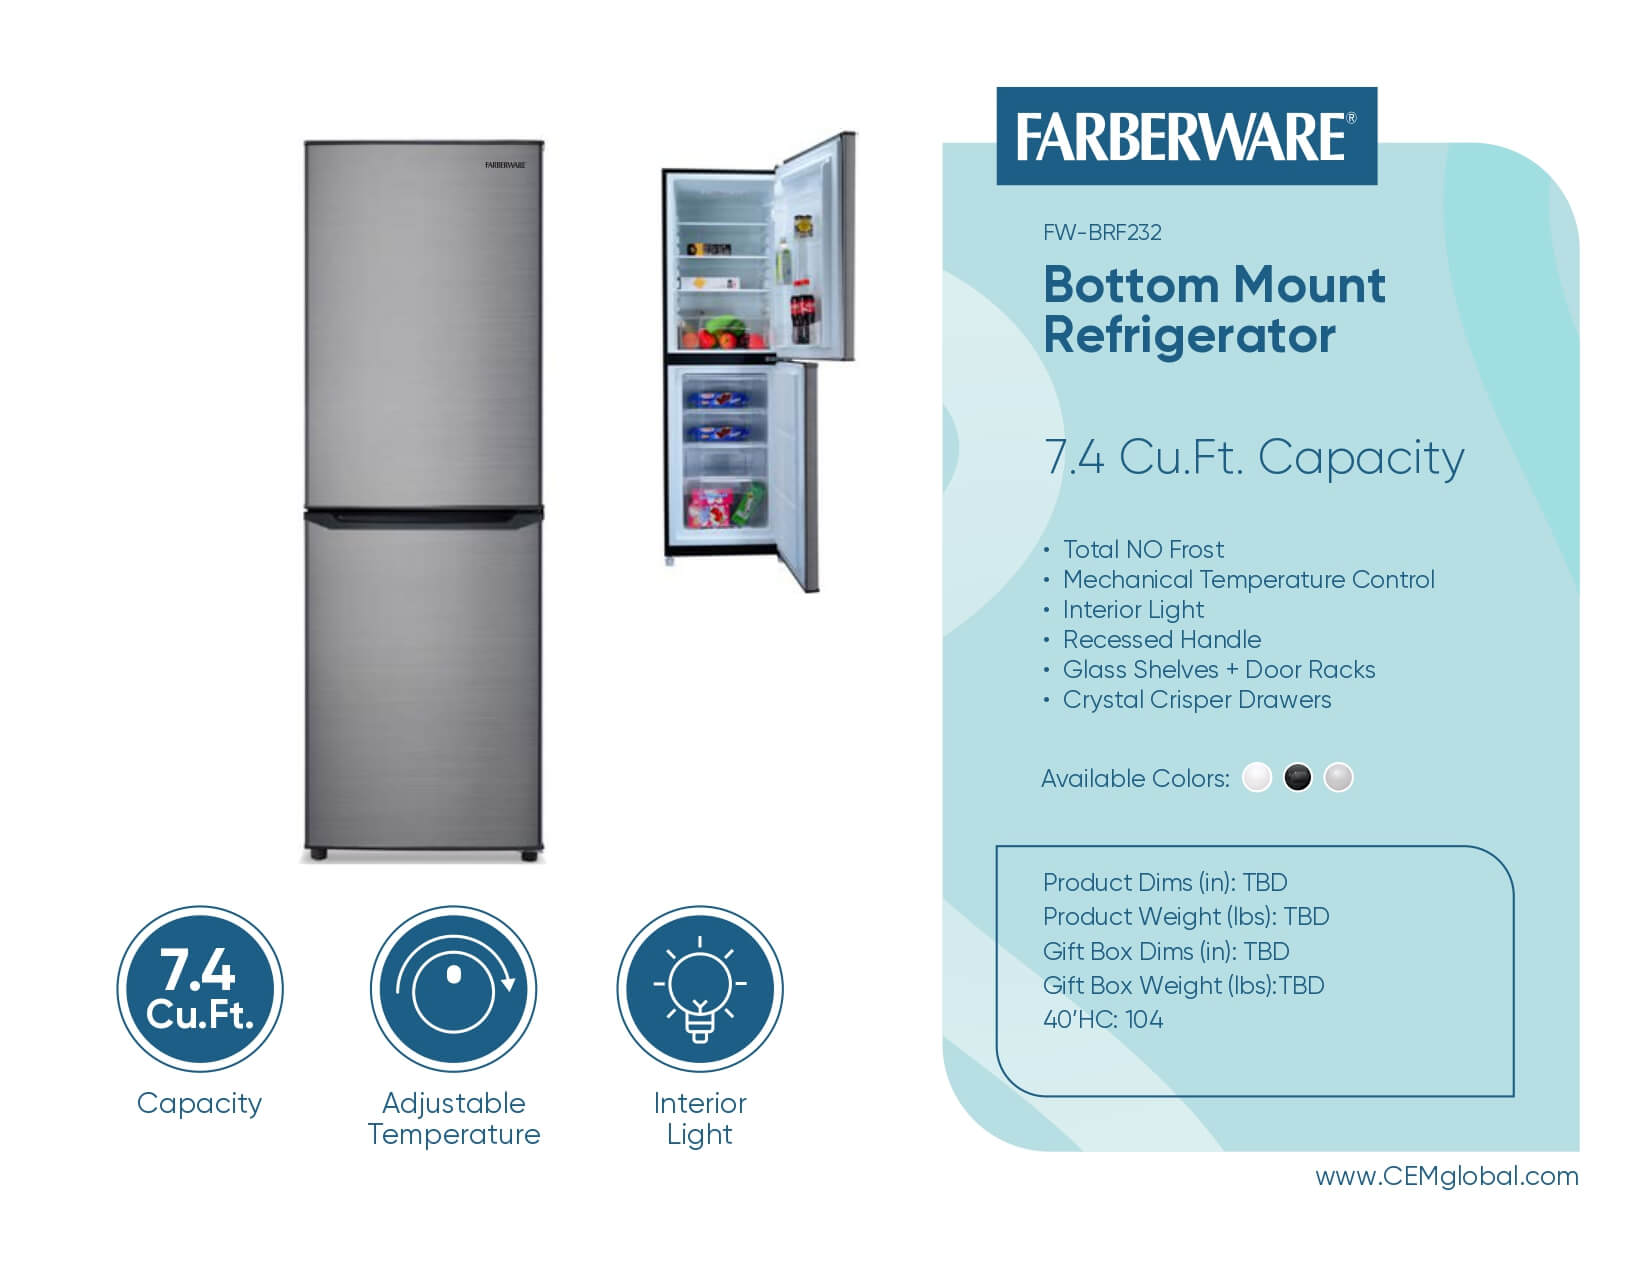 FARBERWARE
FARBERWARE®
FW-BRF232
Bottom Mount
Refrigerator
7.4 Cu.Ft. Capacity
• Total NO Frost
• Mechanical Temperature Control
• Interior Light
• Recessed Handle
• Glass Shelves + Door Racks
• Crystal Crisper Drawers
Available Colors:
Product Dims (in): TBD
Product Weight (lbs): TBD
Gift Box Dims (in): TBD
Gift Box Weight (lbs):TBD
40'HC: 104
7.4
Cu.Ft.
Capacity
Adjustable
Temperature
Interior
Light
www.CEMglobal.com